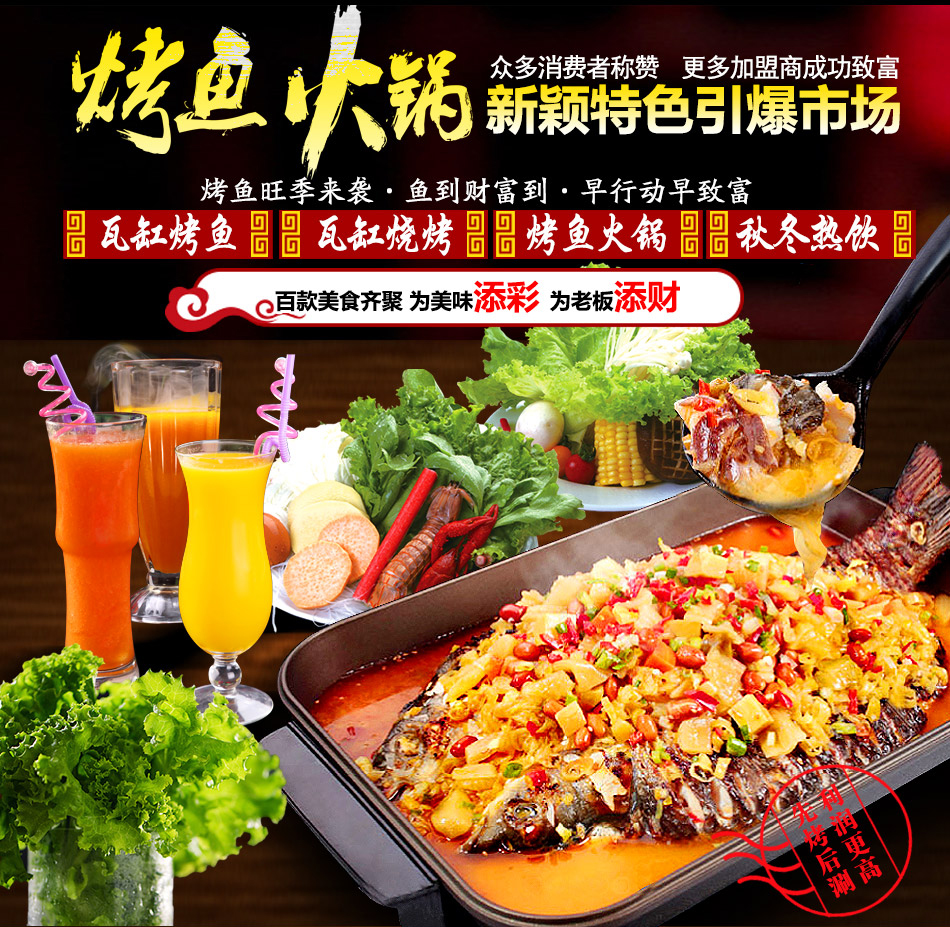 烤鱼火锅
众多消费者称赞 更多加盟商成功致富
新颖特色引爆市场
烤鱼旺季来袭·鱼到财富到·早行动早致富
瓦缸烤鱼 瓦缸烧烤 烤鱼火锅 秋冬热饮
百款美食齐聚 为美味添彩 为老板添财
先烤后涮
利润更高